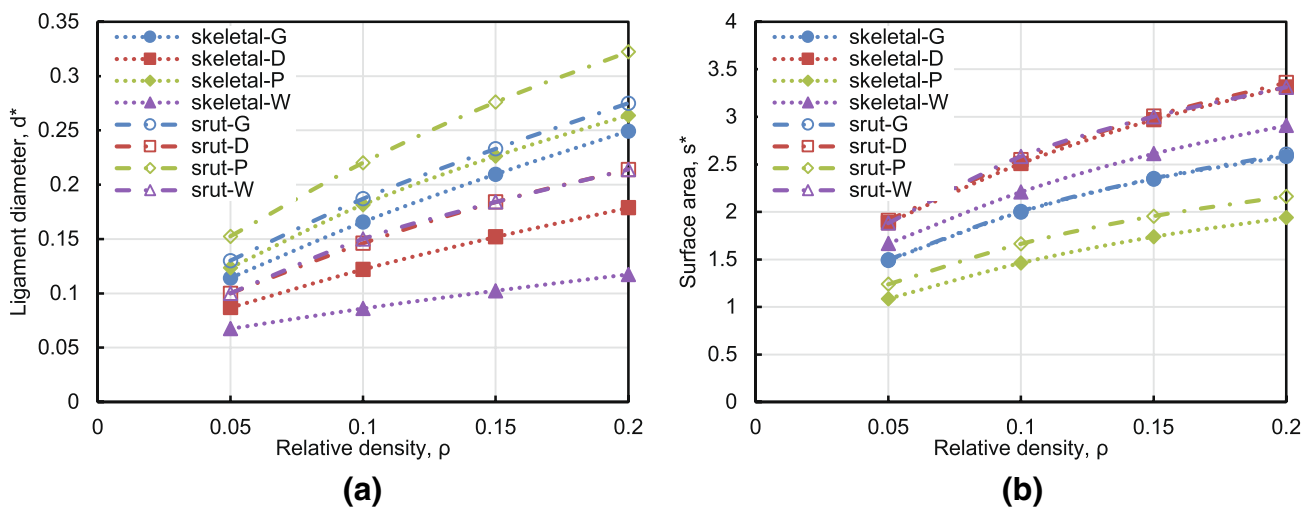 0.35
0.3
0.25
0.2
0.15
0.1
0.05
0
Ligament diameter, d*
skeletal-G
skeletal-D
skeletal-P
skeletal-W
srut-G
srut-D
srut-P
srut-W
0
0.05
0.1
0.15
0.2
Relative density, ρ
(a)
4
3.5
3
2.5
2
1.5
1
0.5
0
Surface area, s*
skeletal-G
skeletal-D
skeletal-P
skeletal-W
srut-G
srut-D
srut-P
srut-W
0
0.05
0.1
0.15
0.2
Relative density, ρ
(b)